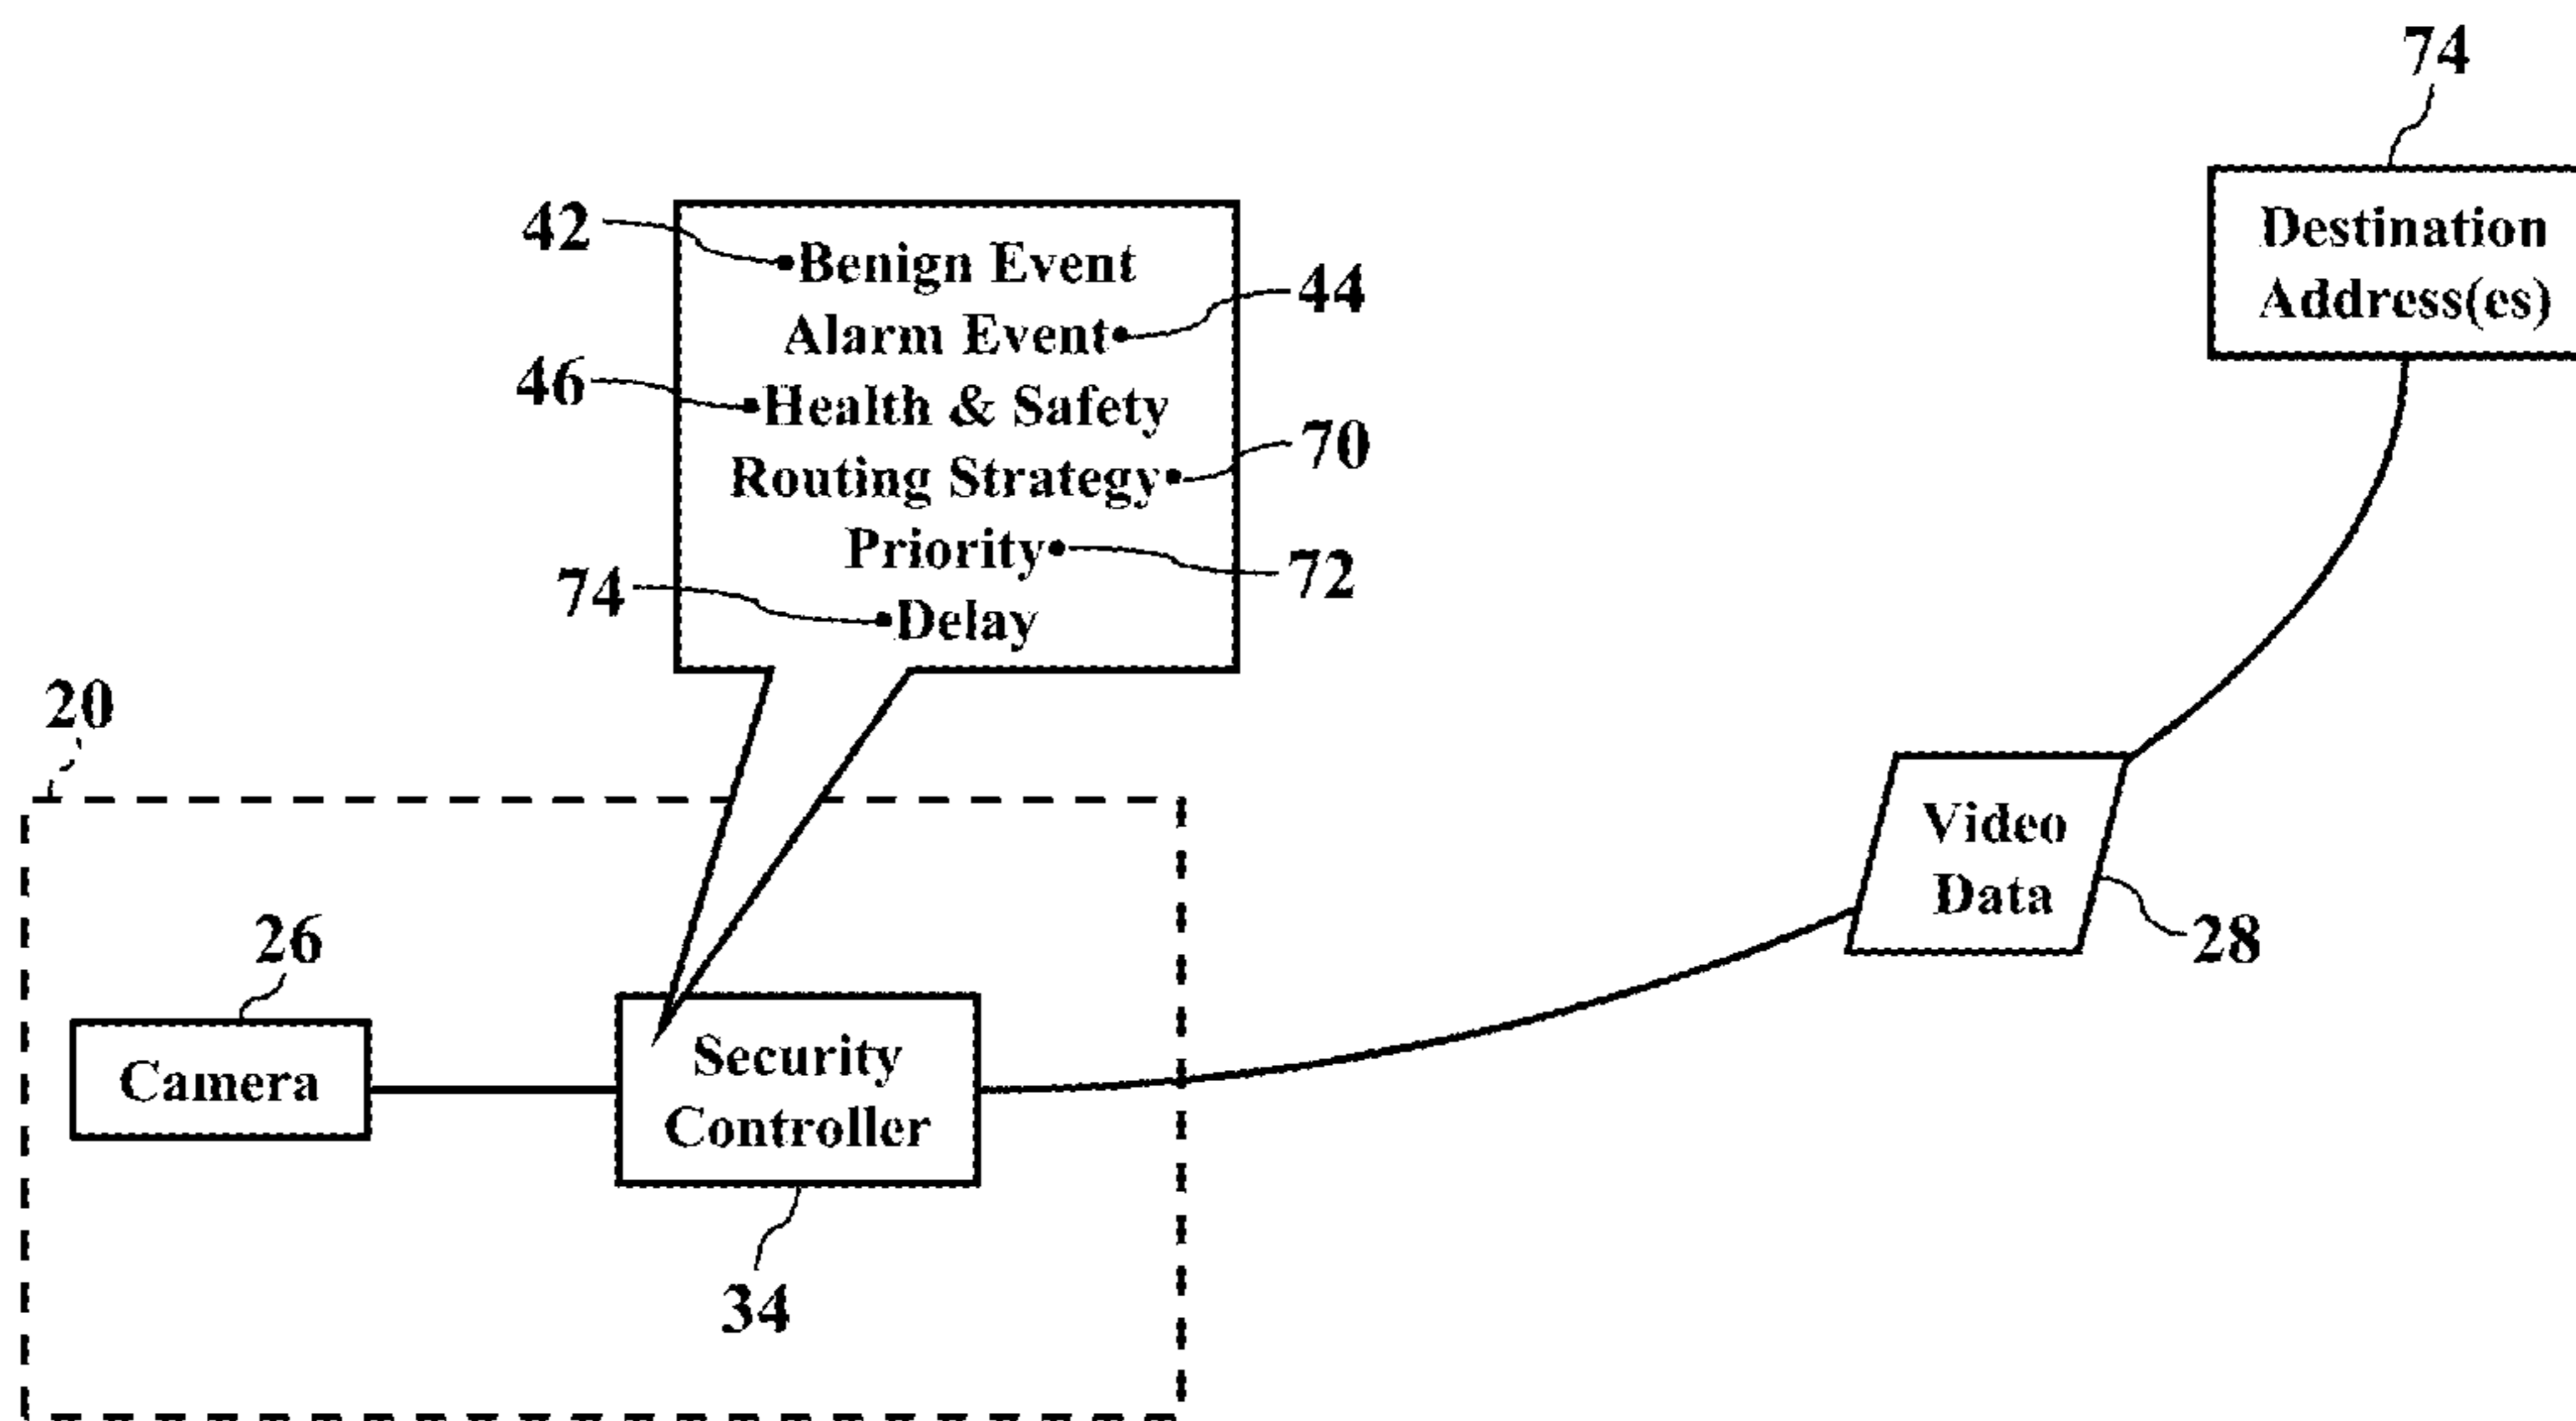 74
Destination
Address(es)
42
Benign Event
44
Alarm Event
46
Health & Safety
70
Routing Strategy
Priority
72
74
Delay
20
Video
Data
28
26
Camera
Security
Controller
34